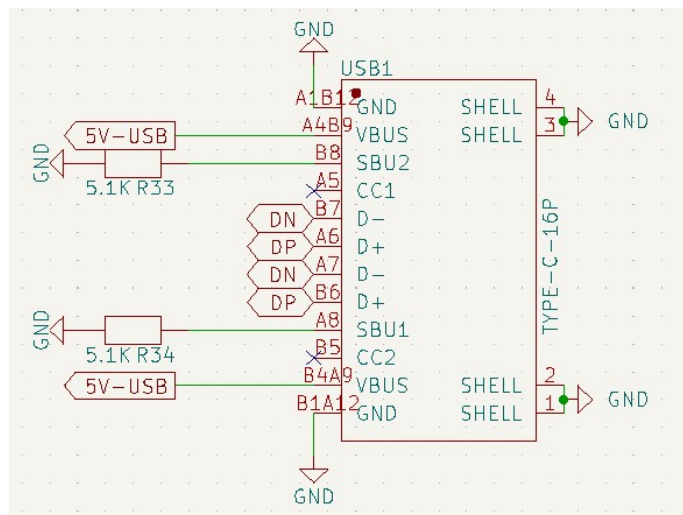 GND
USB1
A1B12 GND SHELL 4
5V-USB A4B9 VBUS SHELL 3 GND
GND 5.1K R33 B8 SBU2
A5 CC1
DN B7 D-
DP A6 D+
DN A7 D-
DP B6 D+
TYPE-C-16P
GND 5.1K R34 A8 SBU1
B5 CC2
5V-USB B4A9 VBUS SHELL 2
B1A12 GND SHELL 1 GND
GND